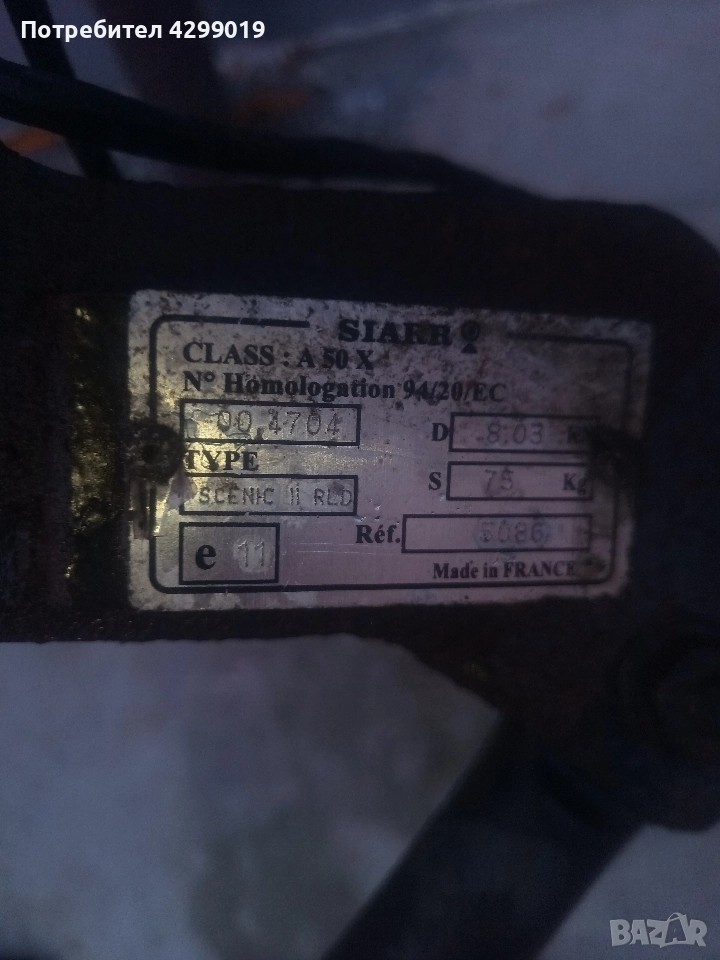 Потребител 4299019
SIARR
CLASS : A 50 X
N° Homologation 94/20/EC
00.4704
D 8.03
TYPE
S 75 Kg
SCENIC II RLD
Réf. 5086
e 11
Made in FRANCE
BAZAR